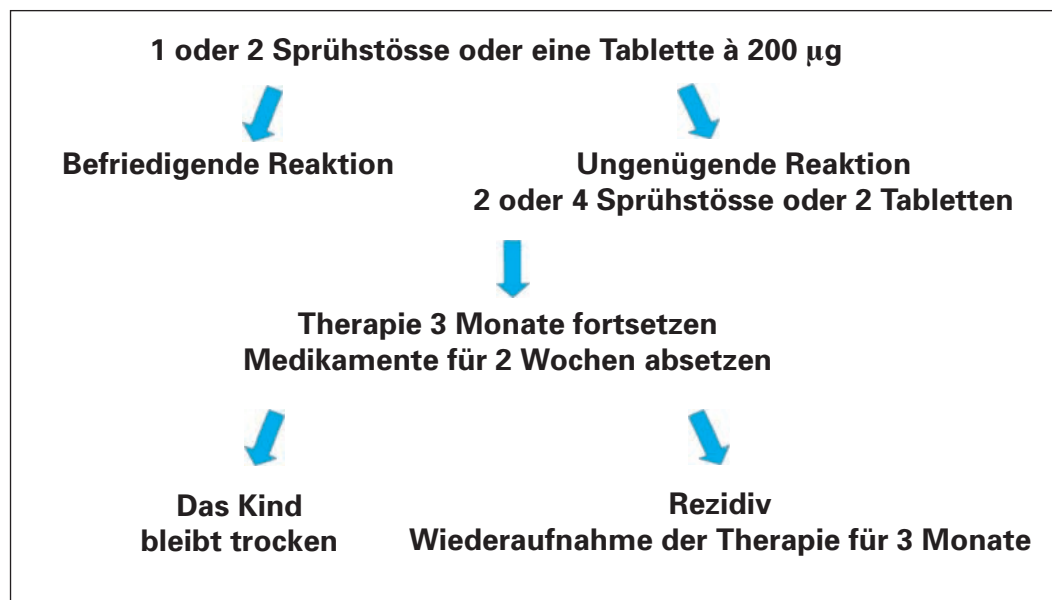 1 oder 2 Sprühstösse oder eine Tablette à 200 µg
Befriedigende Reaktion
Ungenügende Reaktion
2 oder 4 Sprühstösse oder 2 Tabletten
Therapie 3 Monate fortsetzen
Medikamente für 2 Wochen absetzen
Das Kind
bleibt trocken
Rezidiv
Wiederaufnahme der Therapie für 3 Monate